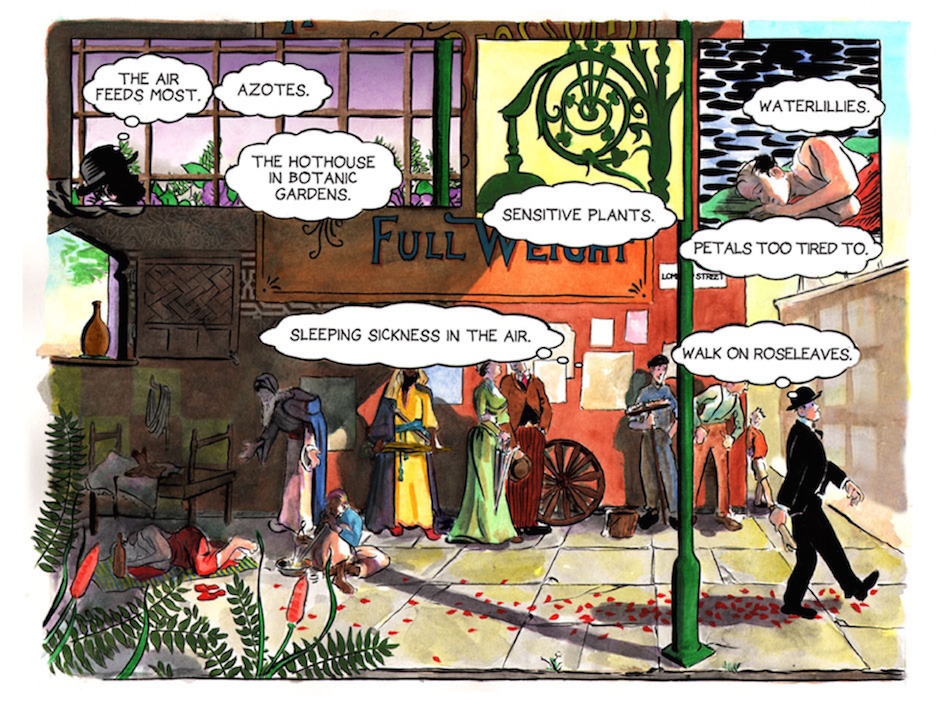 THE AIR
FEEDS MOST.
AZOTES.
THE HOTHOUSE
IN BOTANIC
GARDENS.
SENSITIVE PLANTS.
WATERLILLIES.
PETALS TOO TIRED TO.
FULL WEIGHT
STREET
SLEEPING SICKNESS IN THE AIR.
WALK ON ROSELEAVES.